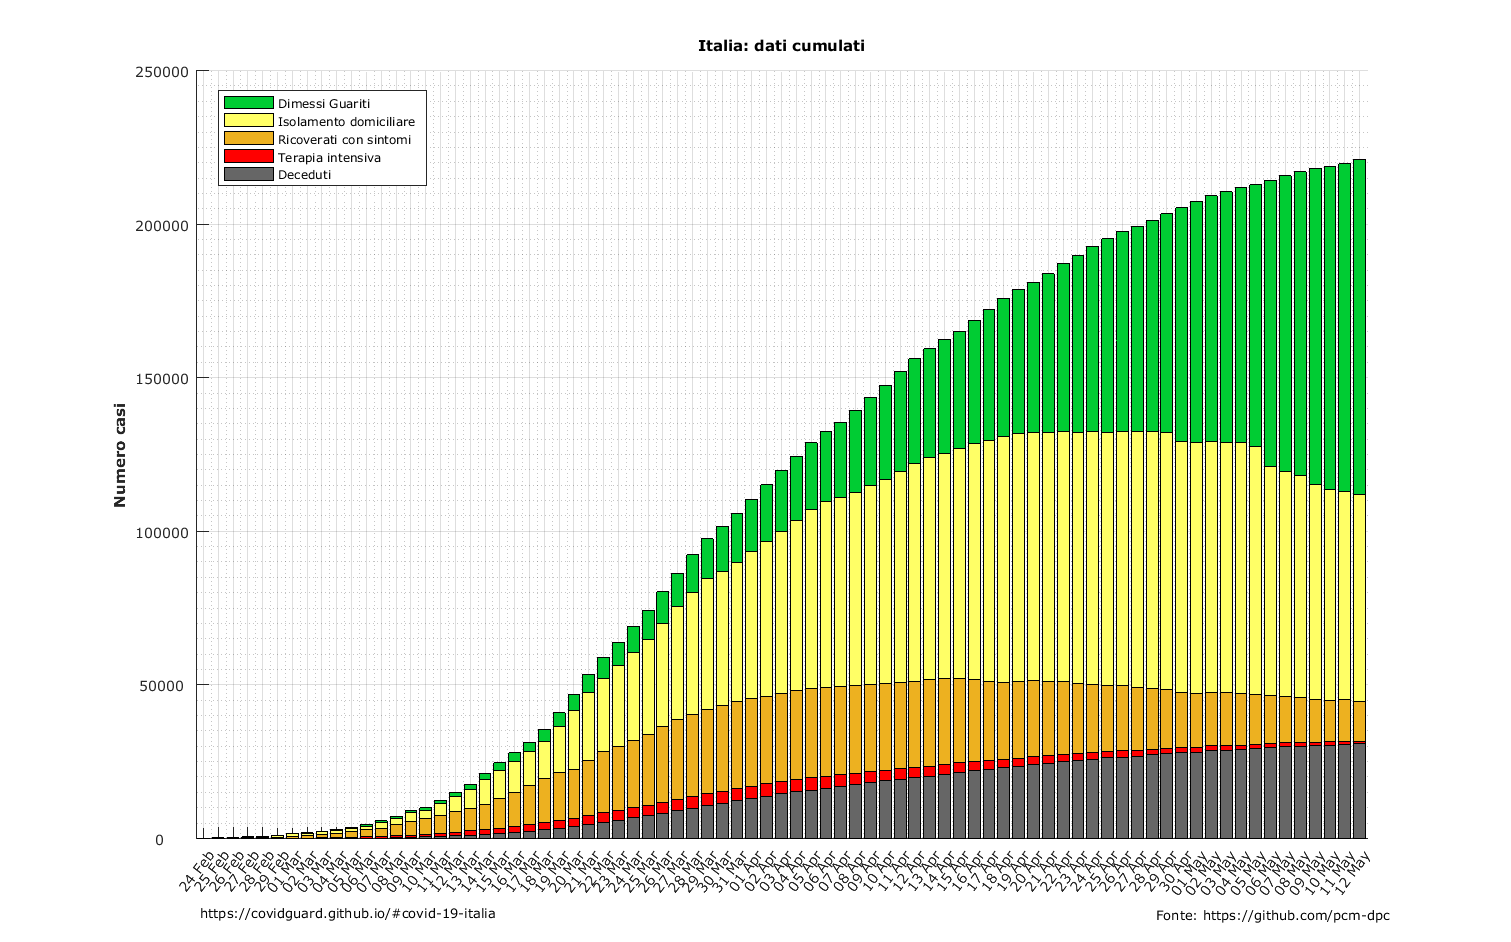 Italia: dati cumulati
250000
200000
150000
100000
50000
0
Numero casi
Dimessi Guariti
Isolamento domiciliare
Ricoverati con sintomi
Terapia intensiva
Deceduti
24 Feb
25 Feb
26 Feb
27 Feb
28 Feb
29 Feb
01 Mar
02 Mar
03 Mar
04 Mar
05 Mar
06 Mar
07 Mar
08 Mar
09 Mar
10 Mar
11 Mar
12 Mar
13 Mar
14 Mar
15 Mar
16 Mar
17 Mar
18 Mar
19 Mar
20 Mar
21 Mar
22 Mar
23 Mar
24 Mar
25 Mar
26 Mar
27 Mar
28 Mar
29 Mar
30 Mar
31 Mar
01 Apr
02 Apr
03 Apr
04 Apr
05 Apr
06 Apr
07 Apr
08 Apr
09 Apr
10 Apr
11 Apr
12 Apr
13 Apr
14 Apr
15 Apr
16 Apr
17 Apr
18 Apr
19 Apr
20 Apr
21 Apr
22 Apr
23 Apr
24 Apr
25 Apr
26 Apr
27 Apr
28 Apr
29 Apr
30 Apr
01 May
02 May
03 May
04 May
05 May
06 May
07 May
08 May
09 May
10 May
11 May
12 May
https://covidguard.github.io/#covid-19-italia
Fonte: https://github.com/pcm-dpc